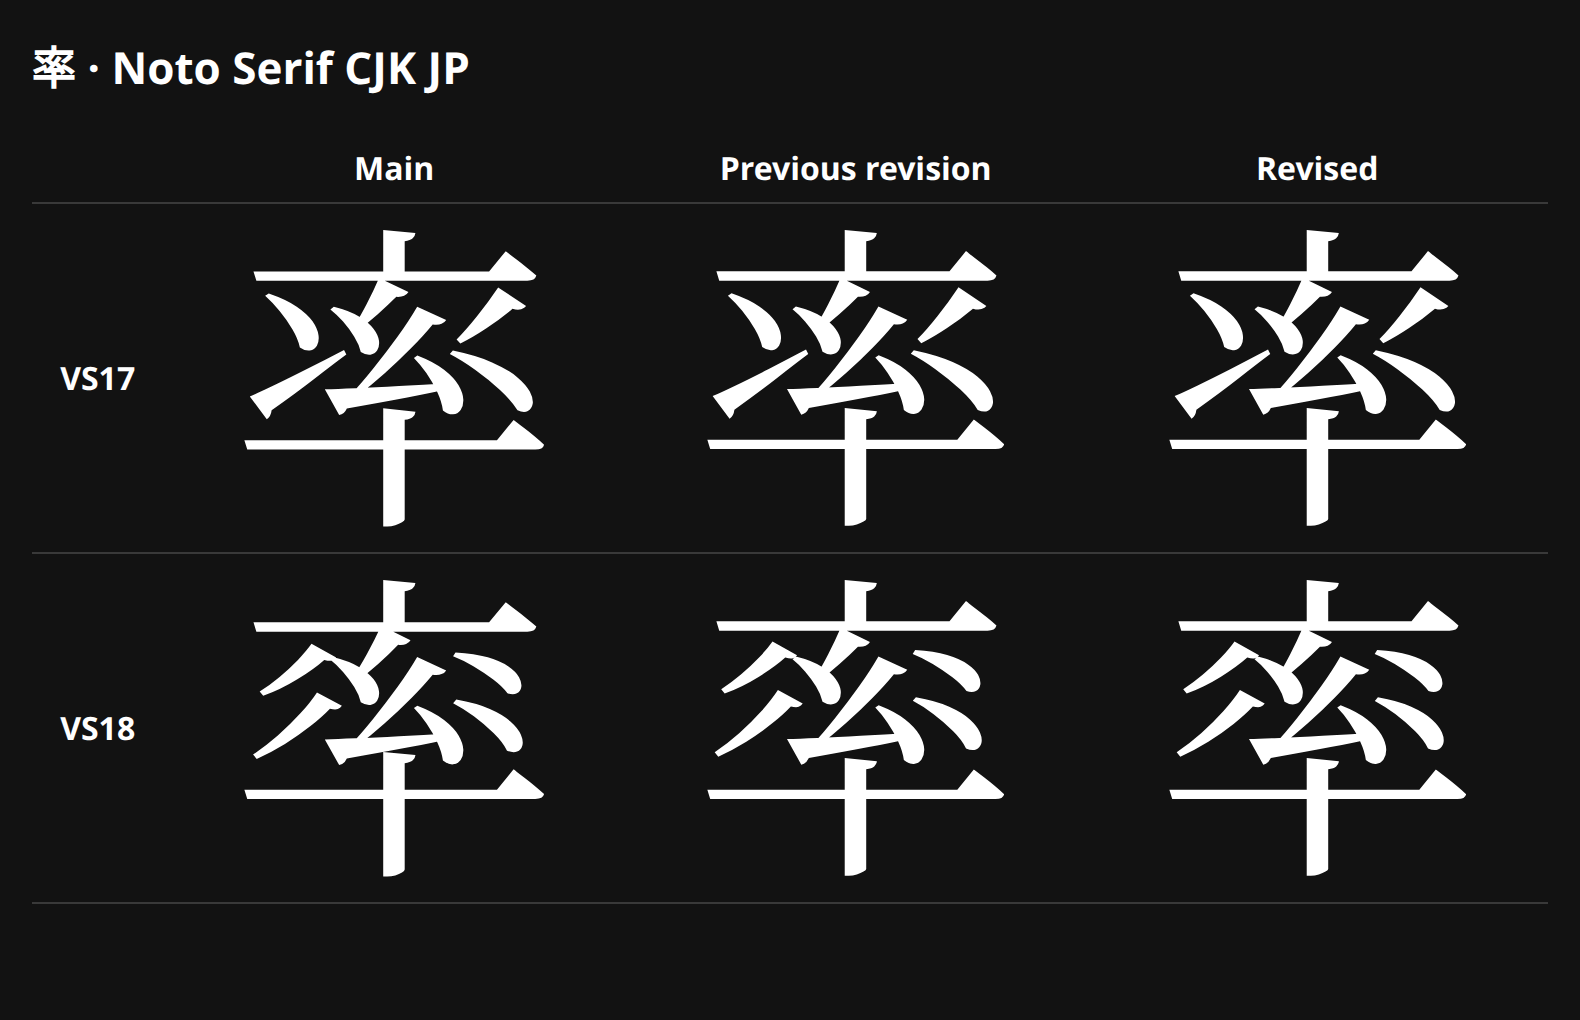 率 · Noto Serif CJK JP
Main Previous revision Revised
VS17 率 率 率
VS18 率󠄁 率󠄁 率󠄁